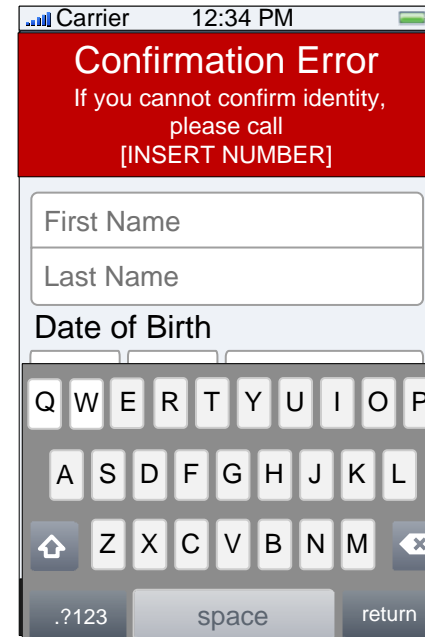 Carrier 12:34 PM
Confirmation Error
If you cannot confirm identity,
please call
[INSERT NUMBER]
First Name
Last Name
Date of Birth
Q W E R T Y U I O P
A S D F G H J K L
Z X C V B N M
.?123 space return